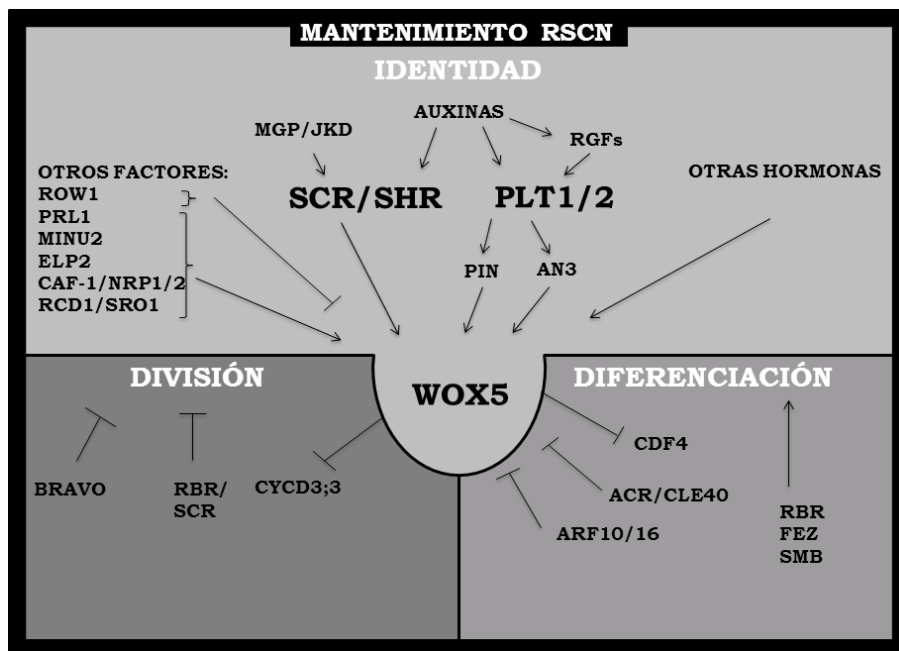 MANTENIMIENTO RSCN
IDENTIDAD
AUXINAS
MGP/JKD
RGFs
OTROS FACTORES:
ROW1
PRL1
MINU2
ELP2
CAF-1/NRP1/2
RCD1/SRO1
SCR/SHR
PLT1/2
OTRAS HORMONAS
PIN
AN3
WOX5
DIVISIÓN
BRAVO
RBR/
SCR
CYCD3;3
DIFERENCIACIÓN
CDF4
ACR/CLE40
ARF10/16
RBR
FEZ
SMB